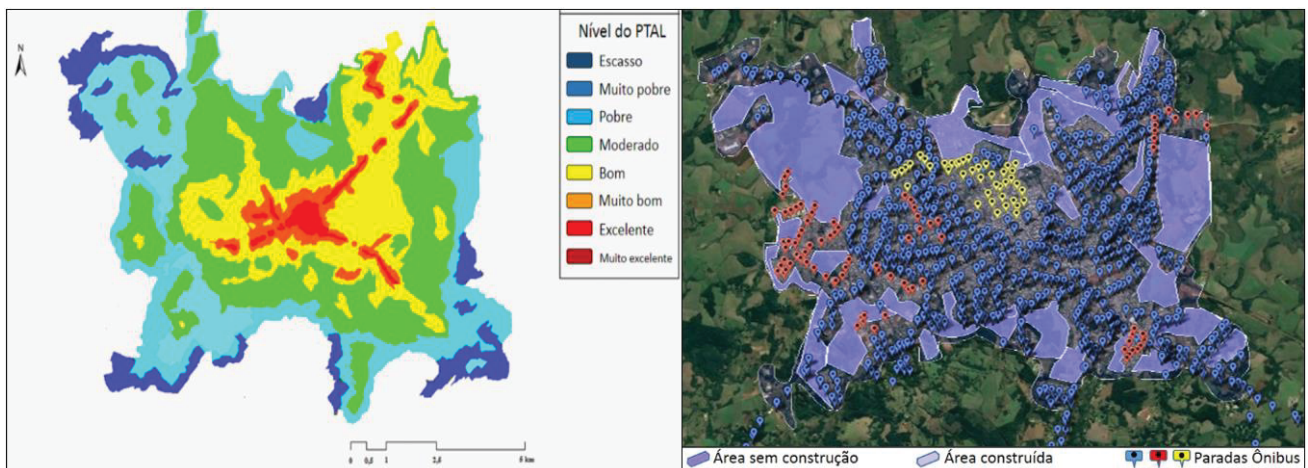 N
Nível do PTAL
Escasso
Muito pobre
Pobre
Moderado
Bom
Muito bom
Excelente
Muito excelente
0 0,5 1 2,5 5 km
Área sem construção
Área construída
Paradas Ônibus